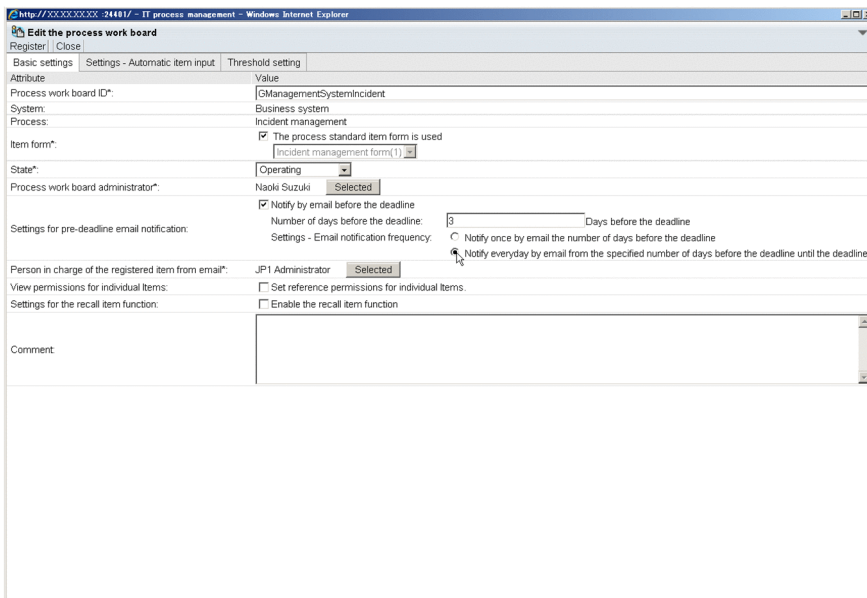 http://XX.XX.XX.XX :24401/ - IT process management - Windows Internet Explorer
Edit the process work board
Register Close
Basic settings Settings - Automatic item input Threshold setting
Attribute Value
Process work board ID*: GManagementSystemIncident
System: Business system
Process: Incident management
Item form*: The process standard item form is used
Incident management form(1)
State*: Operating
Process work board administrator*: Naoki Suzuki Selected
Settings for pre-deadline email notification: Notify by email before the deadline
Number of days before the deadline: 3 Days before the deadline
Settings - Email notification frequency: Notify once by email the number of days before the deadline
Notify everyday by email from the specified number of days before the deadline until the deadline
Person in charge of the registered item from email*: JP1 Administrator Selected
View permissions for individual Items: Set reference permissions for individual Items.
Settings for the recall item function: Enable the recall item function
Comment: